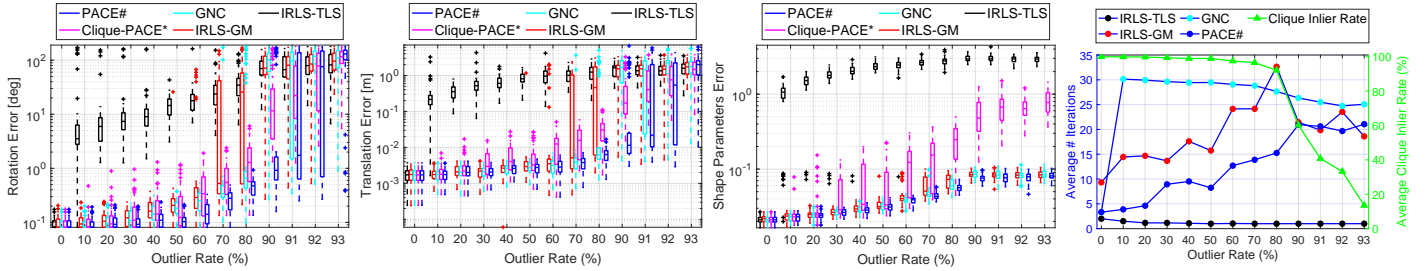 PACE# GNC IRLS-TLS
Clique-PACE* IRLS-GM
Rotation Error [deg]
10²
10¹
10⁰
10⁻¹
0 10 20 30 40 50 60 70 80 90 91 92 93
Outlier Rate (%)
PACE# GNC IRLS-TLS
Clique-PACE* IRLS-GM
Translation Error [m]
10⁰
10⁻¹
10⁻²
10⁻³
0 10 20 30 40 50 60 70 80 90 91 92 93
Outlier Rate (%)
PACE# GNC IRLS-TLS
Clique-PACE* IRLS-GM
Shape Parameters Error
10⁰
10⁻¹
0 10 20 30 40 50 60 70 80 90 91 92 93
Outlier Rate (%)
IRLS-TLS GNC Clique Inlier Rate
IRLS-GM PACE#
Average # Iterations
35
30
25
20
15
10
5
0
0 10 20 30 40 50 60 70 80 90 91 92 93
Outlier Rate (%)
100 %
80 %
60 %
40 %
20 %
0 %
Average Clique Inlier Rate (%)